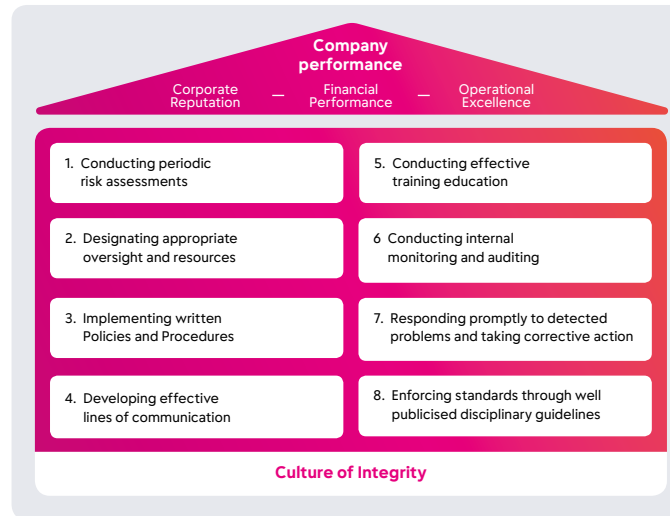 Company
performance
Corporate
Reputation
—
Financial
Performance
—
Operational
Excellence
1. Conducting periodic
risk assessments
2. Designating appropriate
oversight and resources
3. Implementing written
Policies and Procedures
4. Developing effective
lines of communication
5. Conducting effective
training education
6 Conducting internal
monitoring and auditing
7. Responding promptly to detected
problems and taking corrective action
8. Enforcing standards through well
publicised disciplinary guidelines
Culture of Integrity